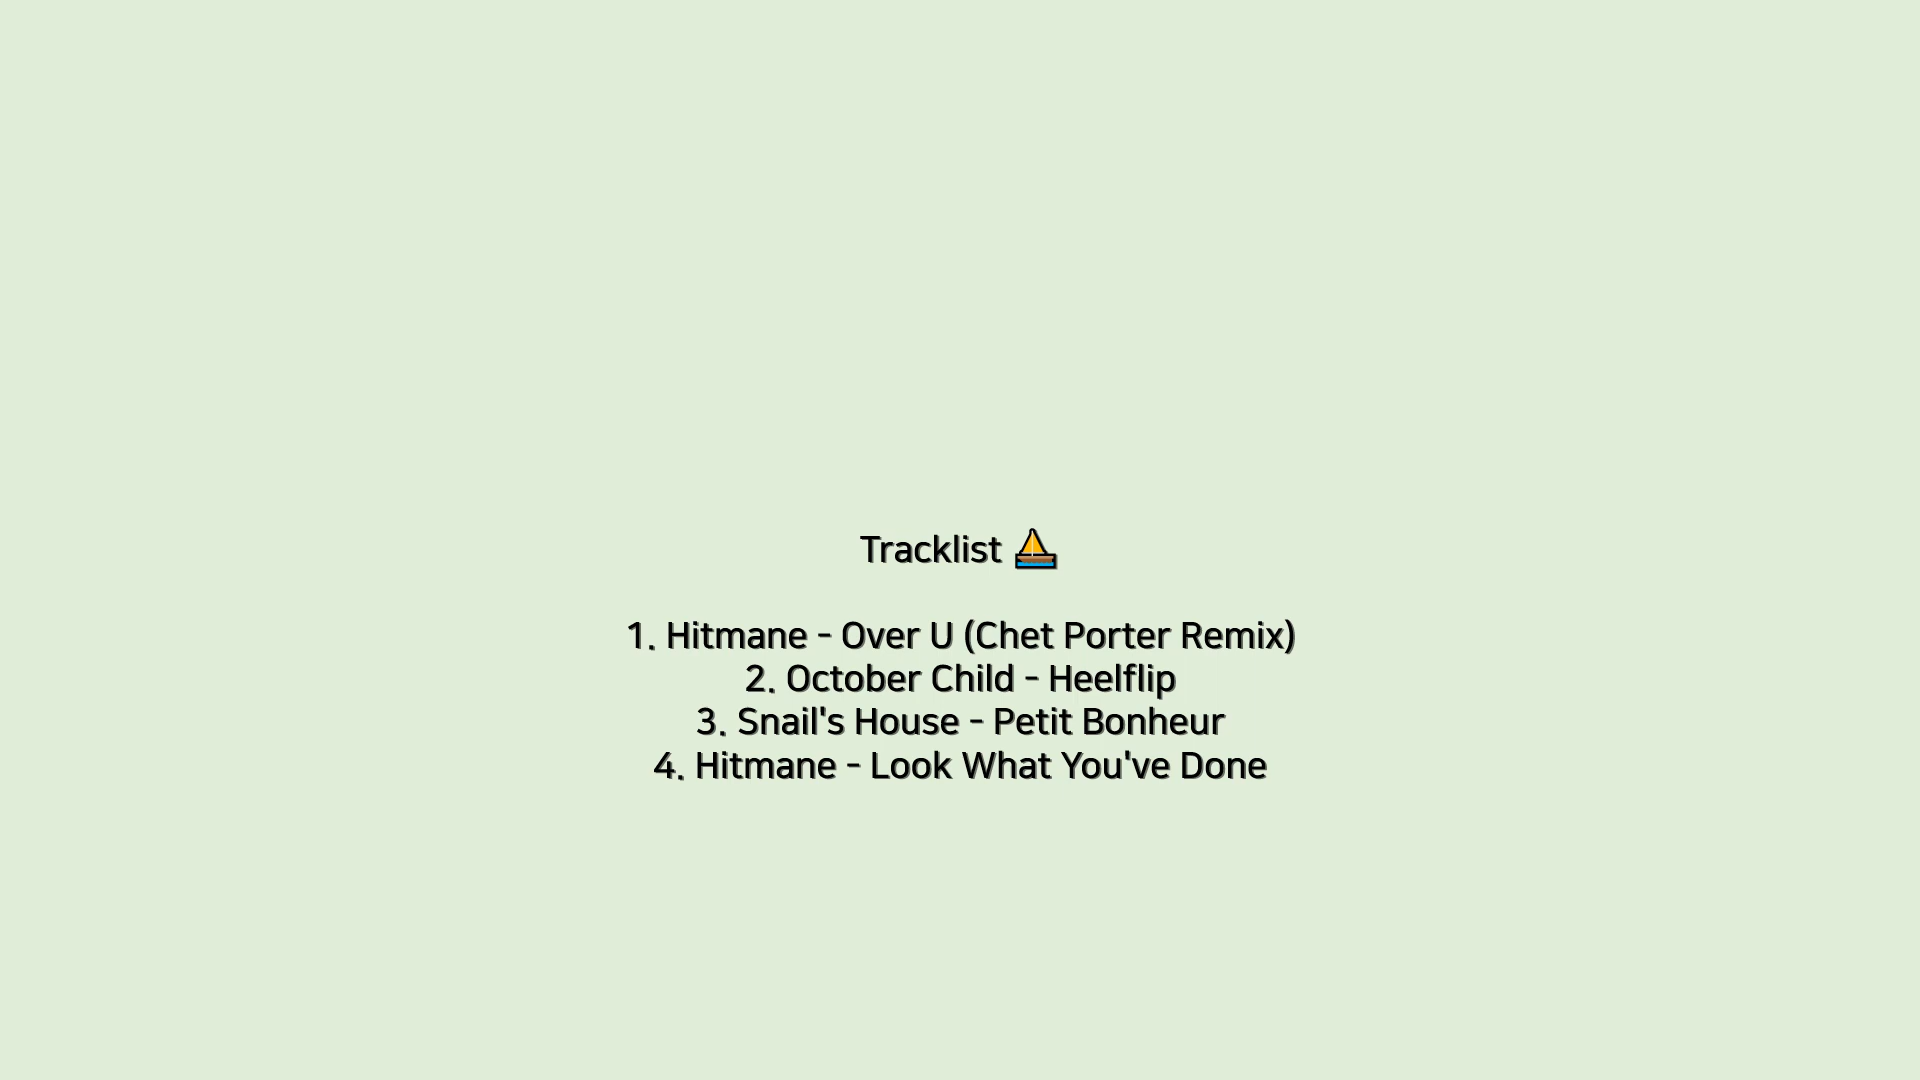 Tracklist ⛵
1. Hitmane - Over U (Chet Porter Remix)
2. October Child - Heelflip
3. Snail's House - Petit Bonheur
4. Hitmane - Look What You've Done